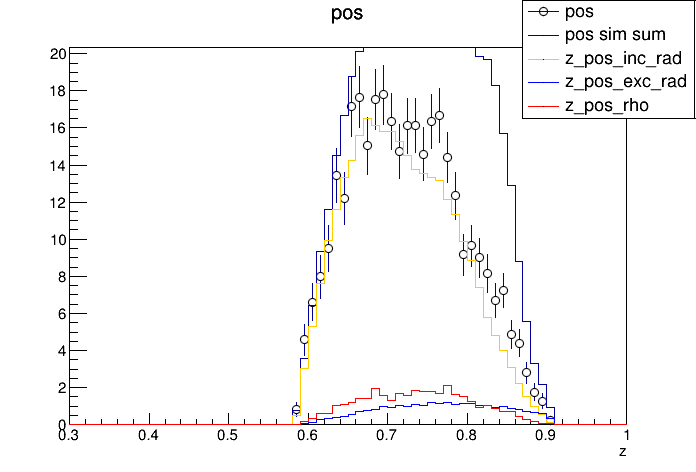 pos
pos
pos sim sum
z_pos_inc_rad
z_pos_exc_rad
z_pos_rho
20
18
16
14
12
10
8
6
4
2
0
0.3 0.4 0.5 0.6 0.7 0.8 0.9 1
z